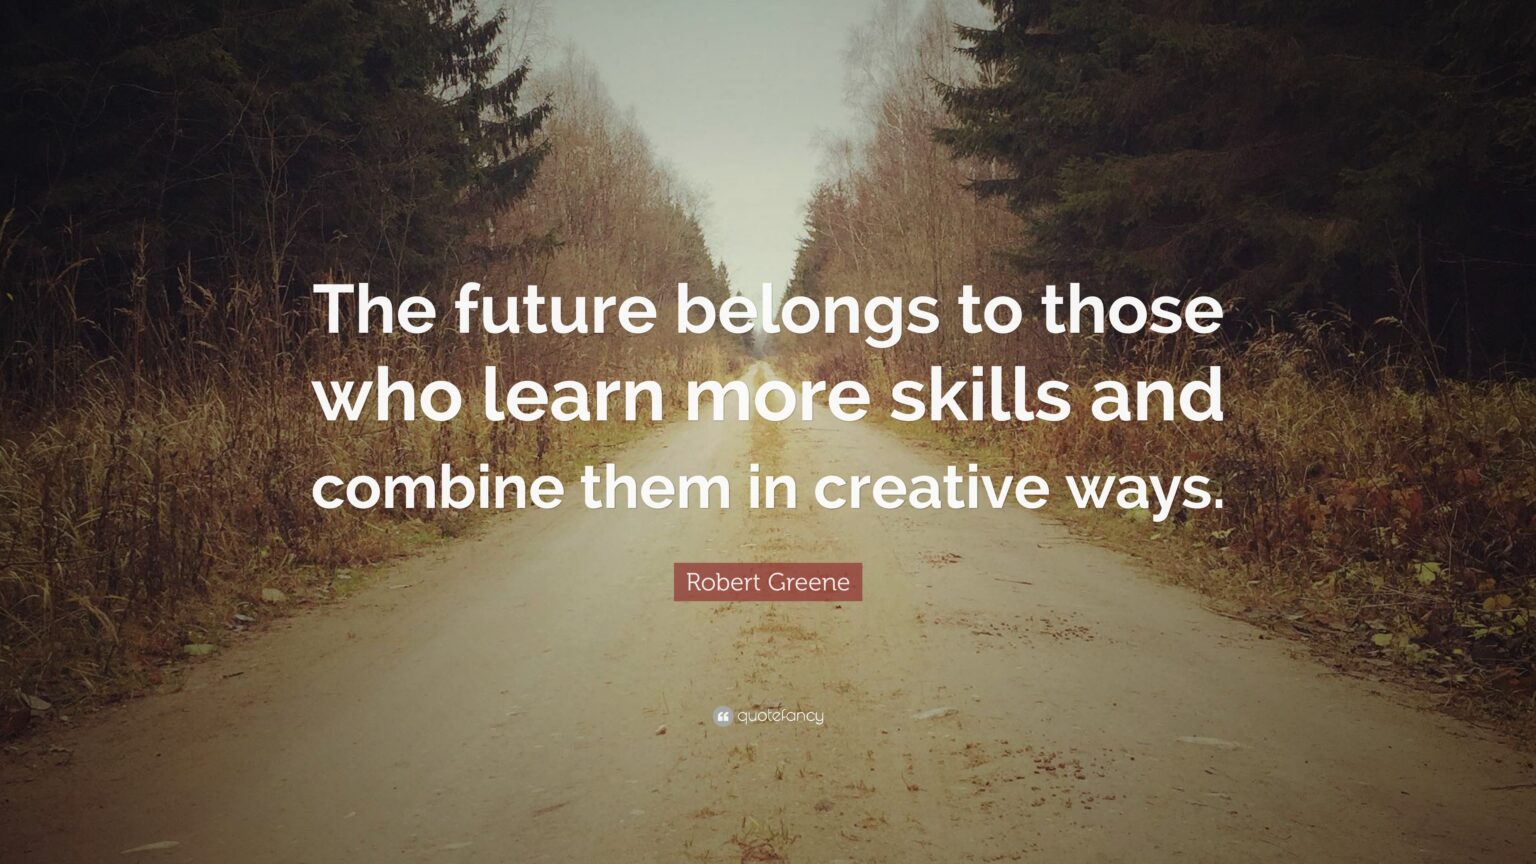 The future belongs to those
who learn more skills and
combine them in creative ways.
Robert Greene
quotefancy